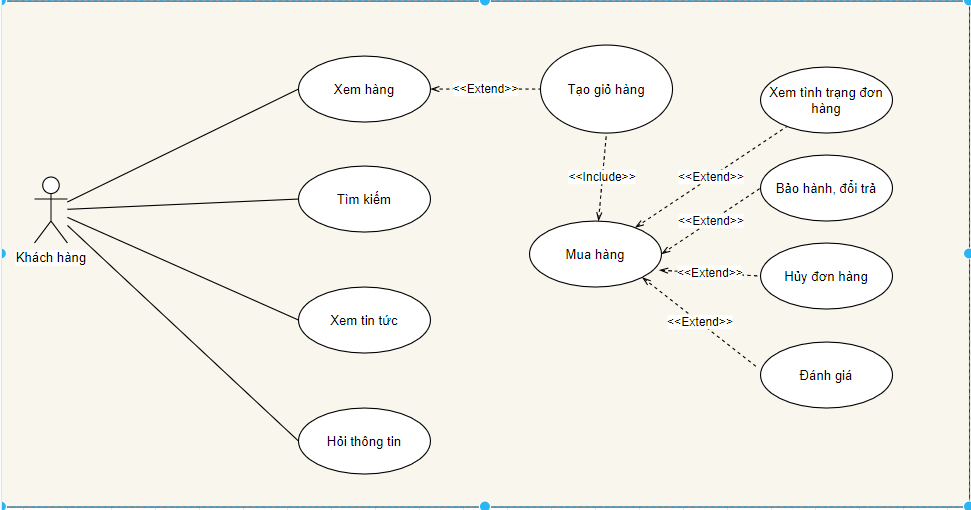 Xem hàng
<<Extend>>
Tạo giỏ hàng
Xem tình trạng đơn
hàng
<<Include>>
<<Extend>>
Tìm kiếm
Bảo hành, đổi trả
<<Extend>>
Khách hàng
Mua hàng
<<Extend>>
Hủy đơn hàng
Xem tin tức
<<Extend>>
Đánh giá
Hỏi thông tin